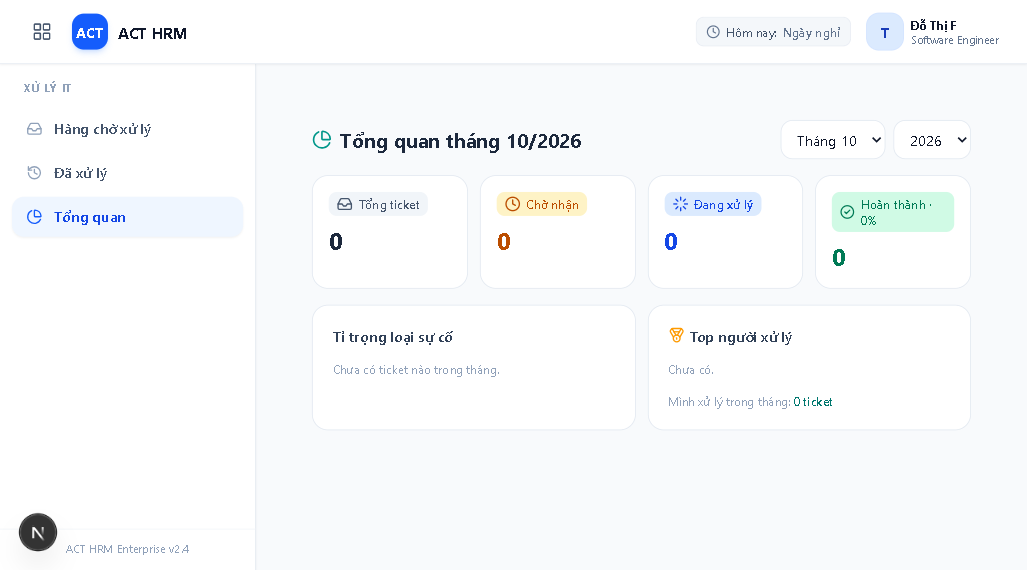 ACT
ACT HRM
Hôm nay: Ngày nghỉ
T
Đỗ Thị F
Software Engineer
XỬ LÝ IT
Hàng chờ xử lý
Đã xử lý
Tổng quan
Tổng quan tháng 10/2026
Tháng 10
2026
Tổng ticket
0
Chờ nhận
0
Đang xử lý
0
Hoàn thành ·
0%
0
Tỉ trọng loại sự cố
Chưa có ticket nào trong tháng.
Top người xử lý
Chưa có.
Mình xử lý trong tháng: 0 ticket
N
ACT HRM Enterprise v2.4